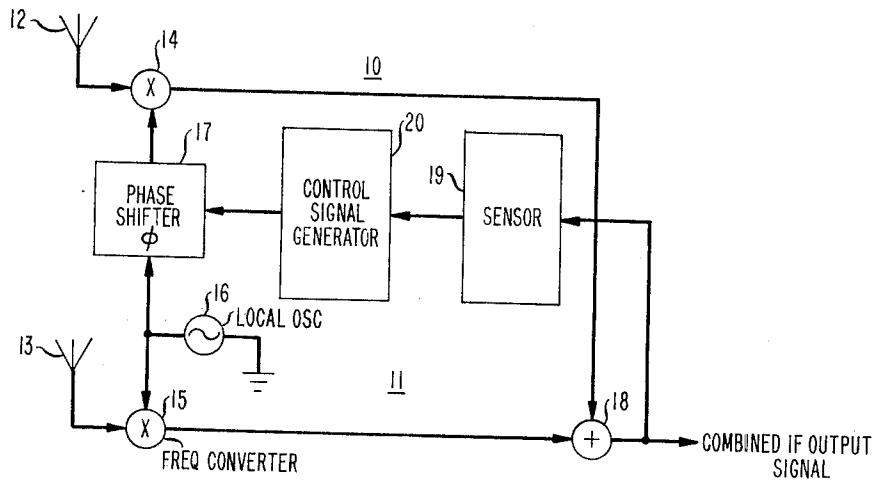 12
14
X
10
17
20
PHASE
SHIFTER
ϕ
CONTROL
SIGNAL
GENERATOR
19
SENSOR
16
LOCAL OSC
13
11
15
X
FREQ CONVERTER
18
+
COMBINED IF OUTPUT
SIGNAL